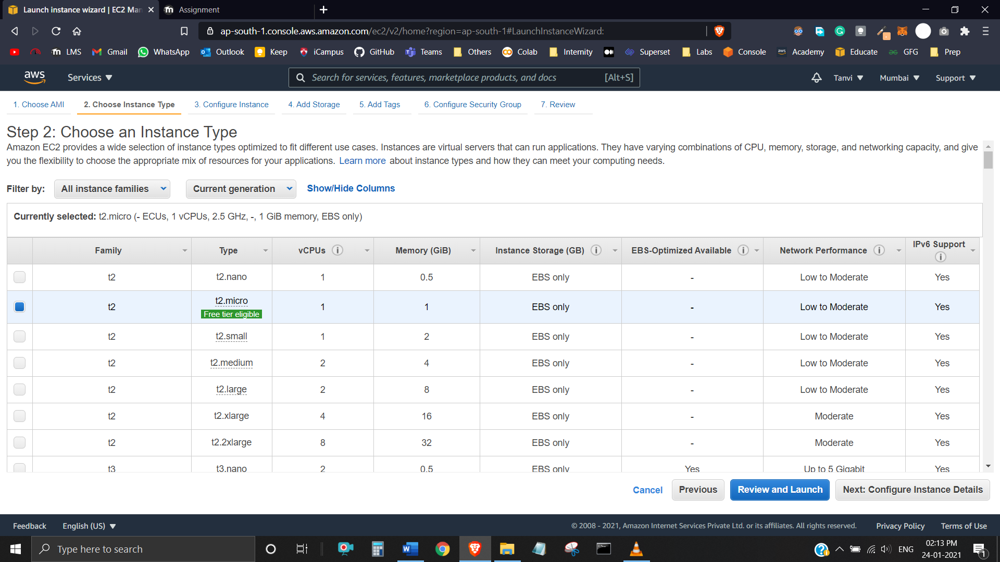 Launch instance wizard | EC2 Man
Assignment
ap-south-1.console.aws.amazon.com/ec2/v2/home?region=ap-south-1#LaunchInstanceWizard:
LMS Gmail WhatsApp Outlook Keep iCampus GitHub Teams Others Colab Internity Superset Labs Console aws Academy Educate GFG Prep
aws Services Search for services, features, marketplace products, and docs [Alt+S] Tanvi Mumbai Support
1. Choose AMI 2. Choose Instance Type 3. Configure Instance 4. Add Storage 5. Add Tags 6. Configure Security Group 7. Review
Step 2: Choose an Instance Type
Amazon EC2 provides a wide selection of instance types optimized to fit different use cases. Instances are virtual servers that can run applications. They have varying combinations of CPU, memory, storage, and networking capacity, and give
you the flexibility to choose the appropriate mix of resources for your applications. Learn more about instance types and how they can meet your computing needs.
Filter by: All instance families Current generation Show/Hide Columns
Currently selected: t2.micro (- ECUs, 1 vCPUs, 2.5 GHz, -, 1 GiB memory, EBS only)
Family Type vCPUs Memory (GiB) Instance Storage (GB) EBS-Optimized Available Network Performance IPv6 Support
t2 t2.nano 1 0.5 EBS only - Low to Moderate Yes
t2 t2.micro 1 1 EBS only - Low to Moderate Yes
Free tier eligible
t2 t2.small 1 2 EBS only - Low to Moderate Yes
t2 t2.medium 2 4 EBS only - Low to Moderate Yes
t2 t2.large 2 8 EBS only - Low to Moderate Yes
t2 t2.xlarge 4 16 EBS only - Moderate Yes
t2 t2.2xlarge 8 32 EBS only - Moderate Yes
t3 t3.nano 2 0.5 EBS only Yes Up to 5 Gigabit Yes
Cancel Previous Review and Launch Next: Configure Instance Details
Feedback English (US) © 2008 - 2021, Amazon Internet Services Private Ltd. or its affiliates. All rights reserved. Privacy Policy Terms of Use
Type here to search
ENG
02:13 PM
24-01-2021
1